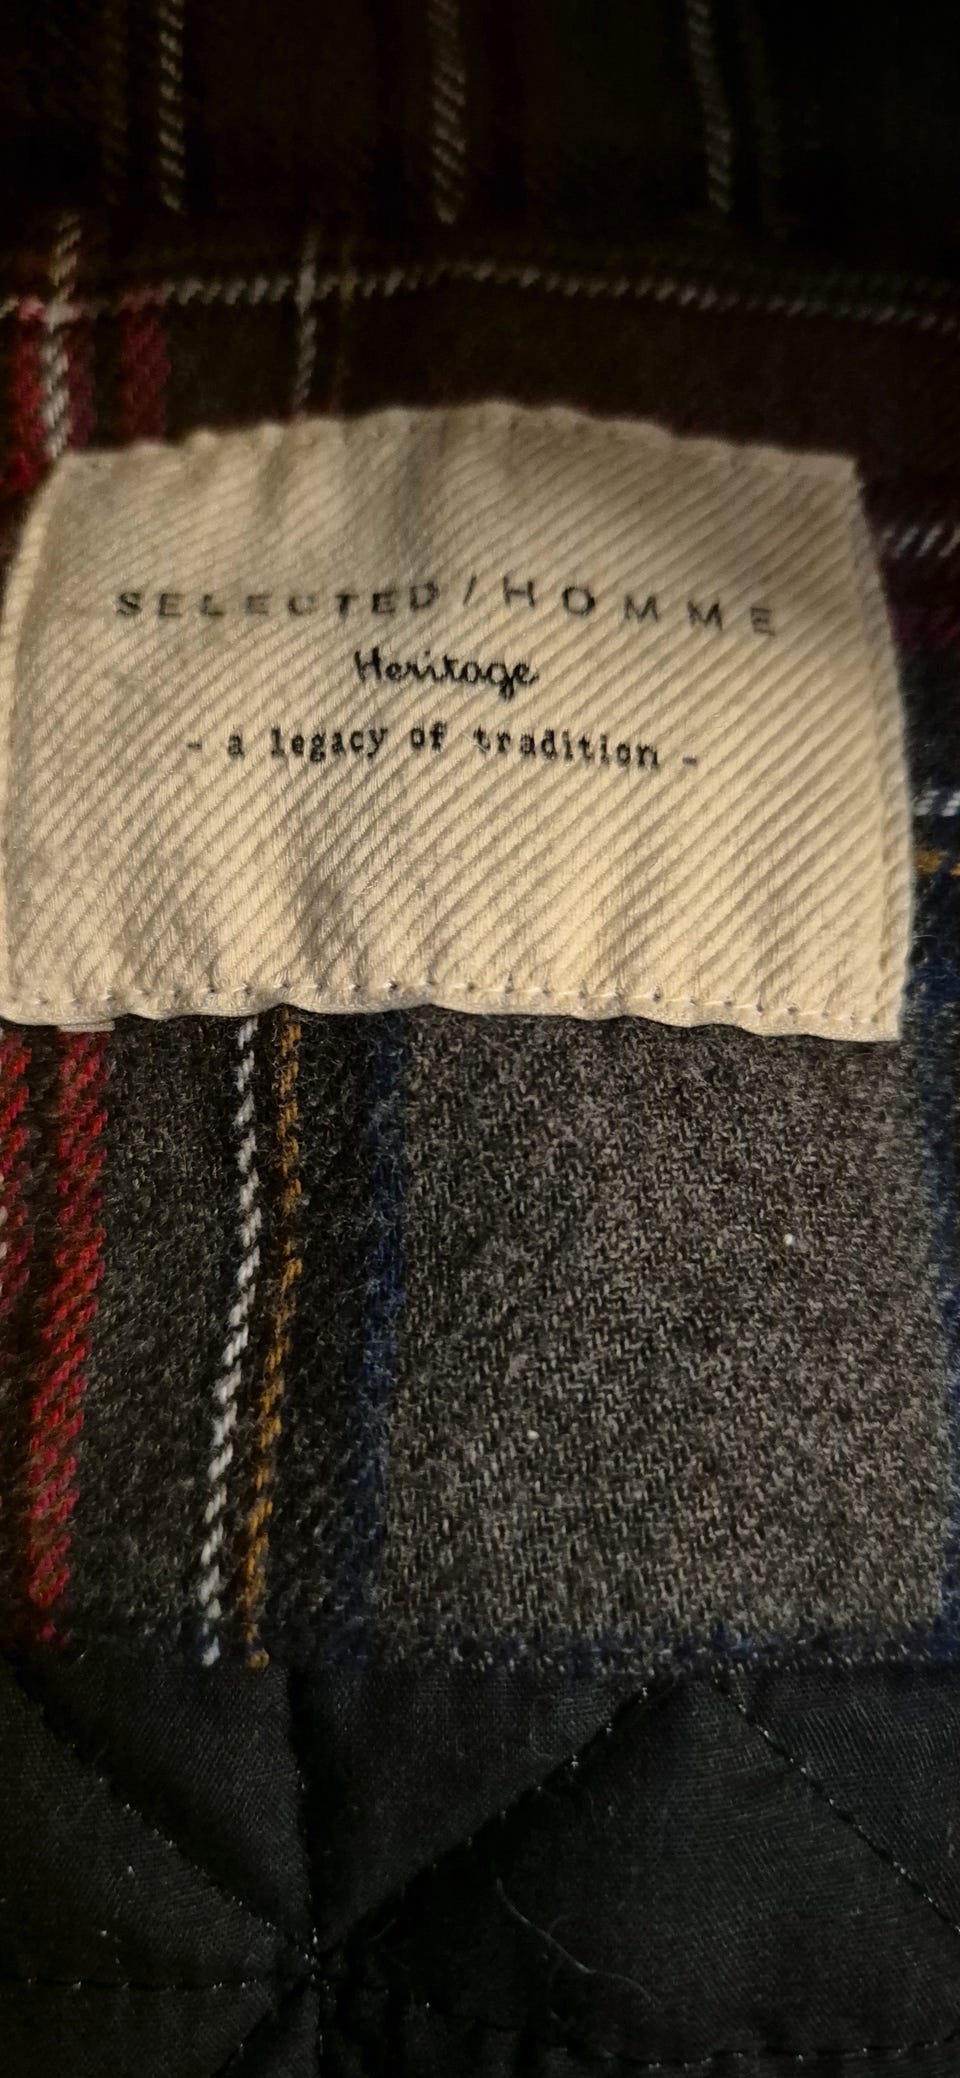 SELECTED/HOMME
Heritage
- a legacy of tradition -